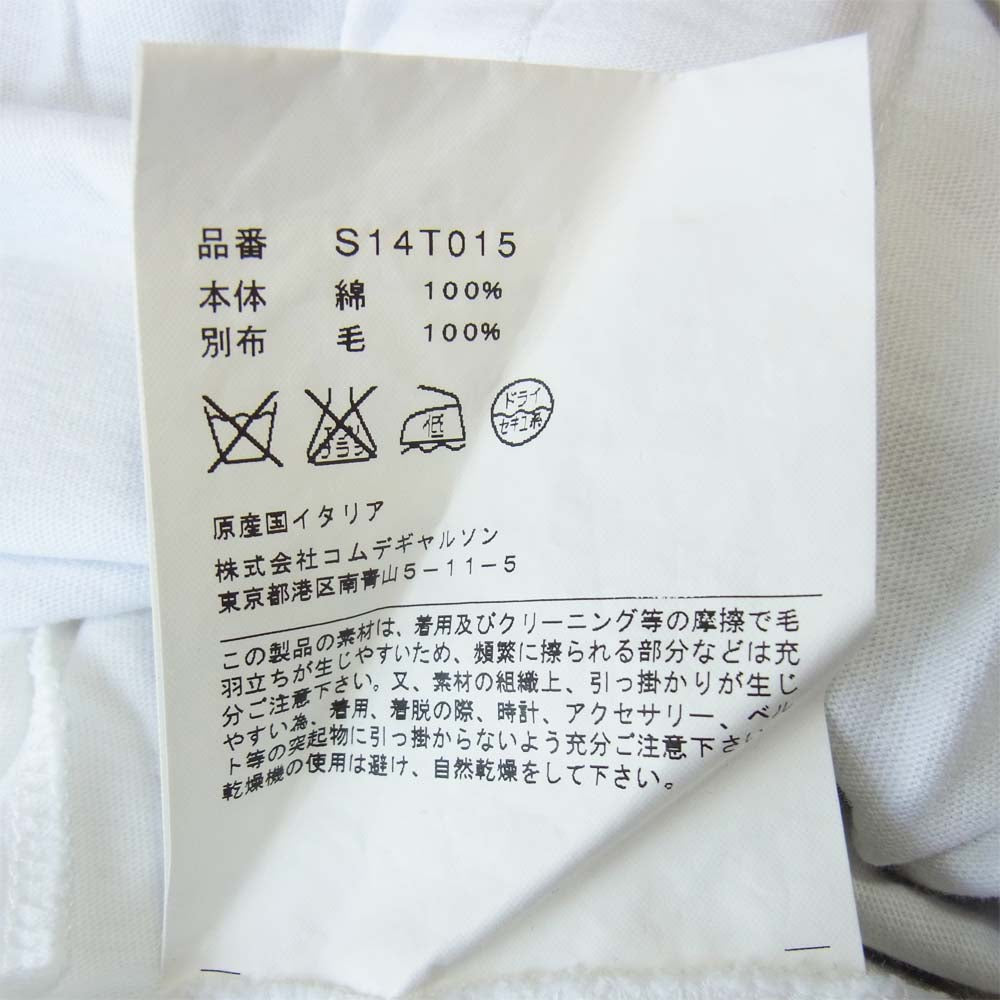 品番 S14T015
本体 綿 100%
別布 毛 100%
低
ドライ
セキユ系
原産国イタリア
株式会社コムデギャルソン
東京都港区南青山5-11-5
この製品の素材は、着用及びクリーニング等の摩擦で毛
羽立ちが生じやすいため、頻繁に擦られる部分などは充
分ご注意下さい。又、素材の組織上、引っ掛かりが生じ
やすい為、着用、着脱の際、時計、アクセサリー、ベル
ト等の突起物に引っ掛からないよう充分ご注意下さい
乾燥機の使用は避け、自然乾燥をして下さい。